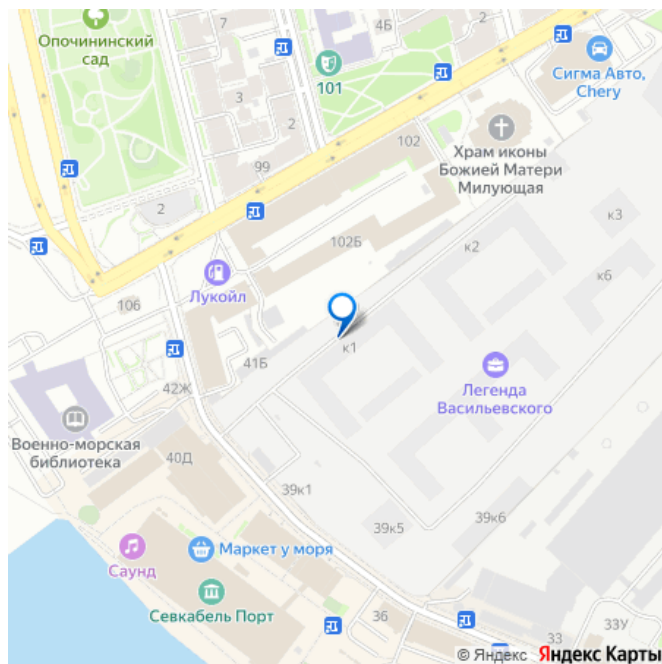 Опочининский
сад
4Б
101
Сигма Авто,
Chery
3
2
102
99
Храм иконы
Божией Матери
Милующая
2
к3
102Б
к2
к6
Лукойл
106
к1
41Б
Легенда
Васильевского
42Ж
Военно-морская
библиотека
40Д
39к1
39к5
39к6
Маркет у моря
Саунд
Севкабель Порт
36
33
33У
© Яндекс Яндекс Карты